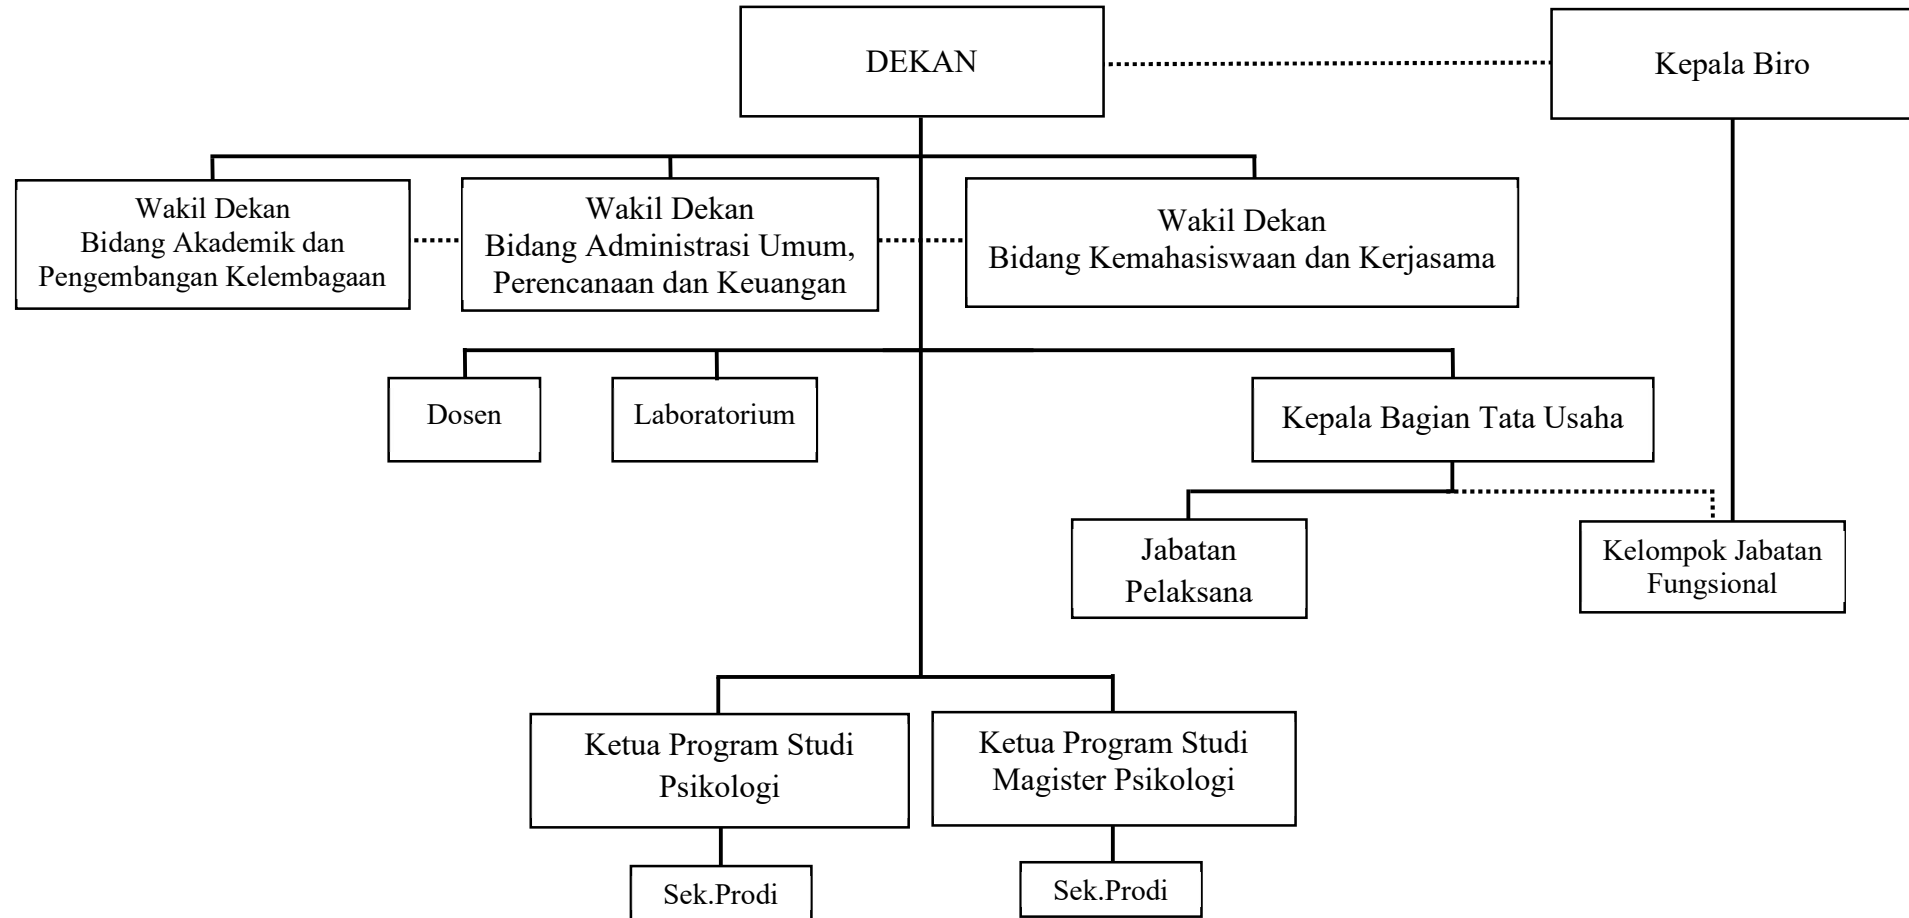 DEKAN
Kepala Biro
Wakil Dekan
Bidang Akademik dan
Pengembangan Kelembagaan
Wakil Dekan
Bidang Administrasi Umum,
Perencanaan dan Keuangan
Wakil Dekan
Bidang Kemahasiswaan dan Kerjasama
Dosen
Laboratorium
Kepala Bagian Tata Usaha
Jabatan
Pelaksana
Kelompok Jabatan
Fungsional
Ketua Program Studi
Psikologi
Ketua Program Studi
Magister Psikologi
Sek.Prodi
Sek.Prodi